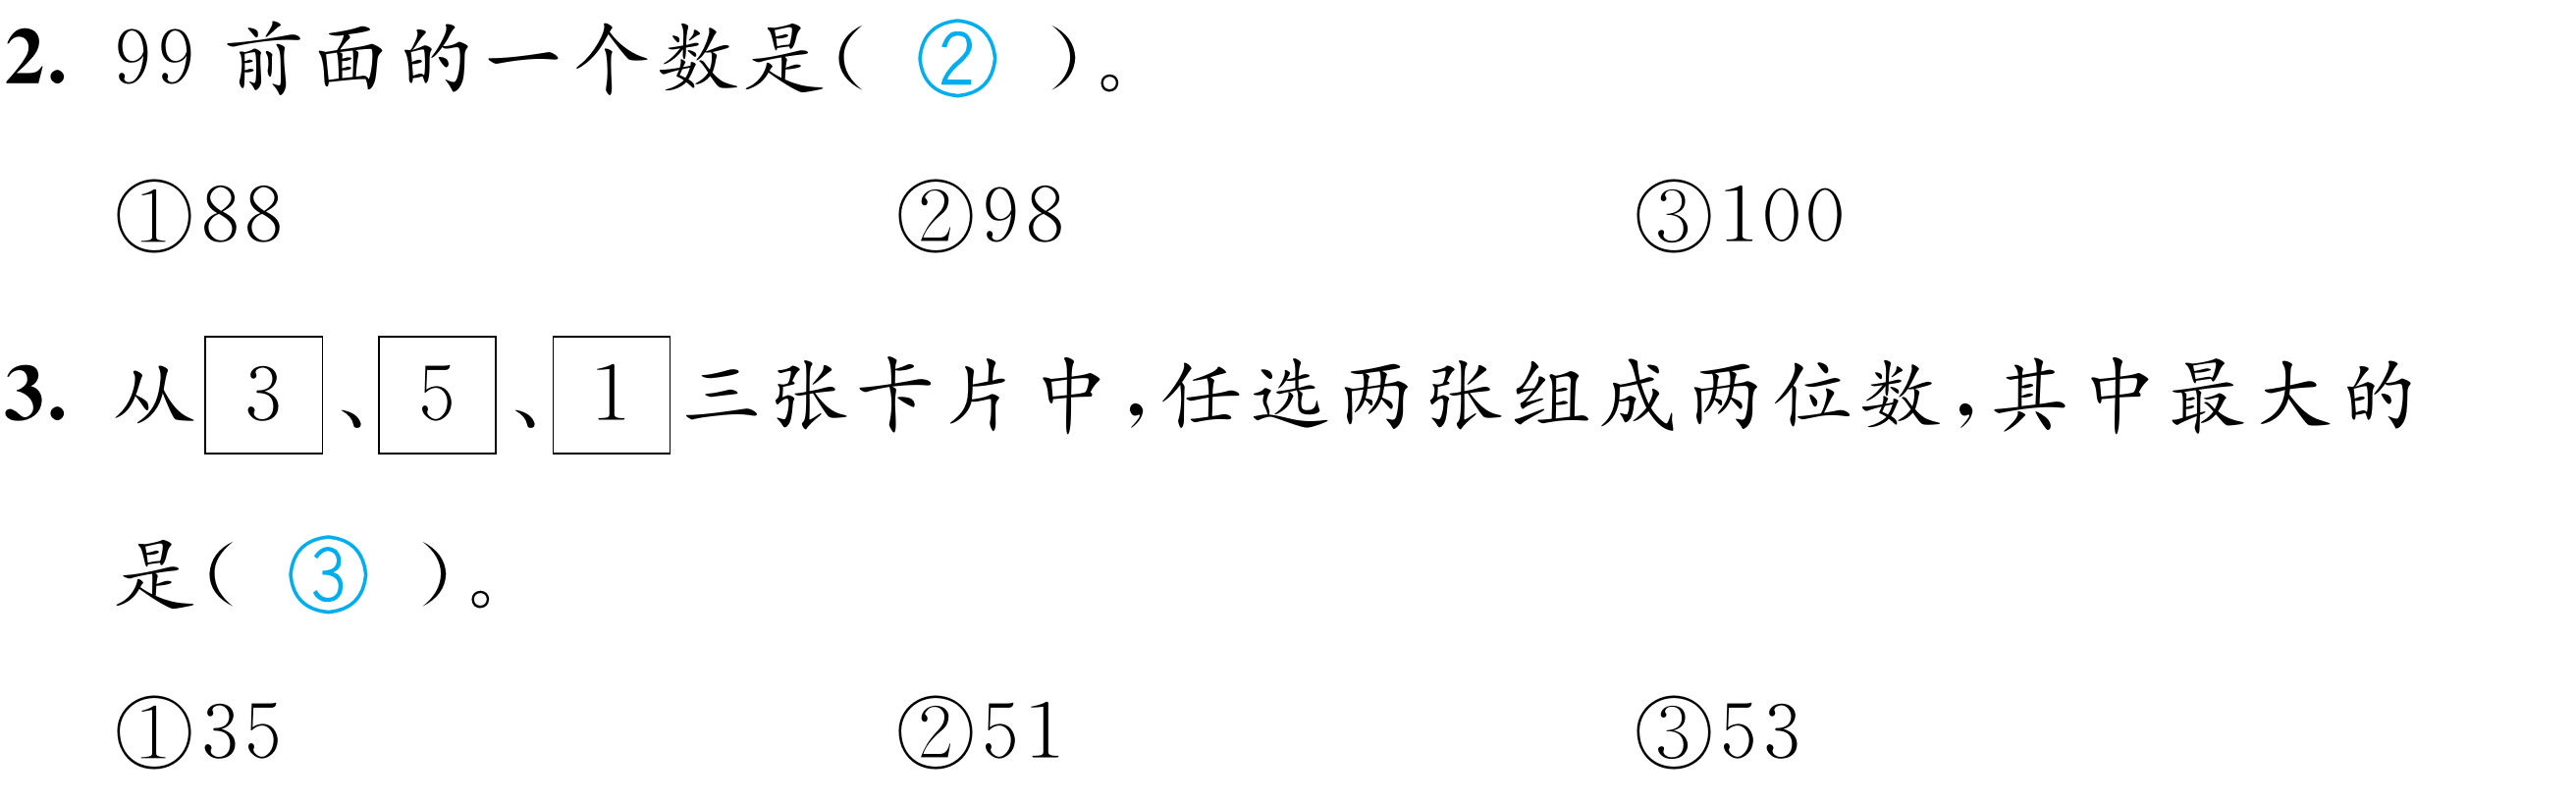 2. 99 前面的一个数是( ② )。
①88 ②98 ③100
3. 从 3 、 5 、 1 三张卡片中,任选两张组成两位数,其中最大的
是( ③ )。
①35 ②51 ③53